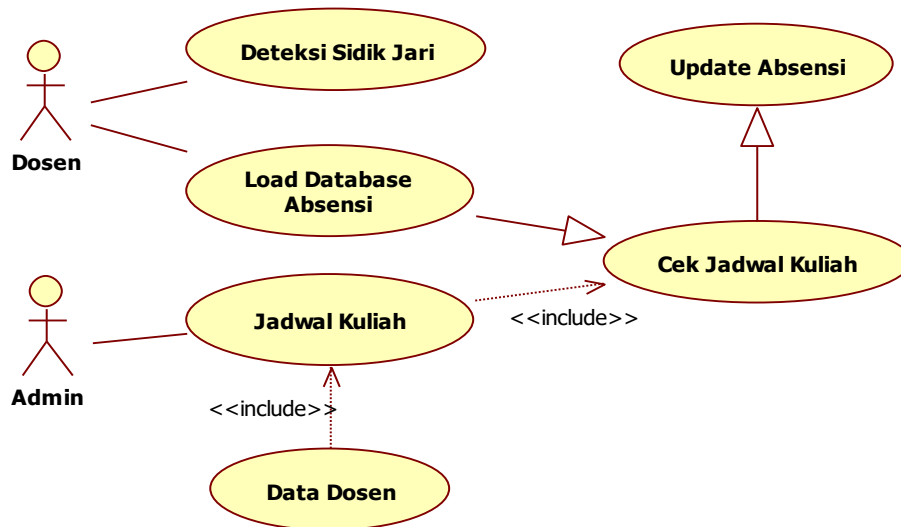 Deteksi Sidik Jari
Update Absensi
Dosen
Load Database
Absensi
Cek Jadwal Kuliah
Jadwal Kuliah
<<include>>
Admin
<<include>>
Data Dosen